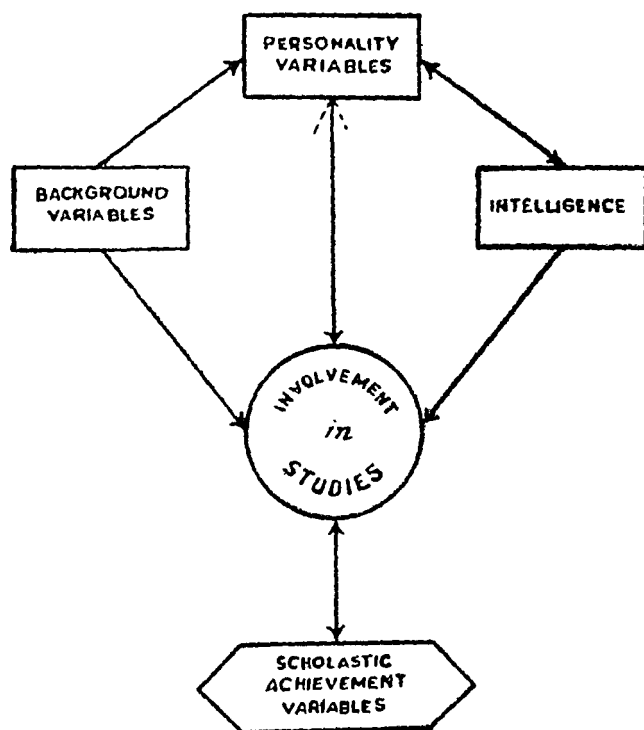 PERSONALITY
VARIABLES
BACKGROUND
VARIABLES
INTELLIGENCE
INVOLVEMENT
in
STUDIES
SCHOLASTIC
ACHIEVEMENT
VARIABLES